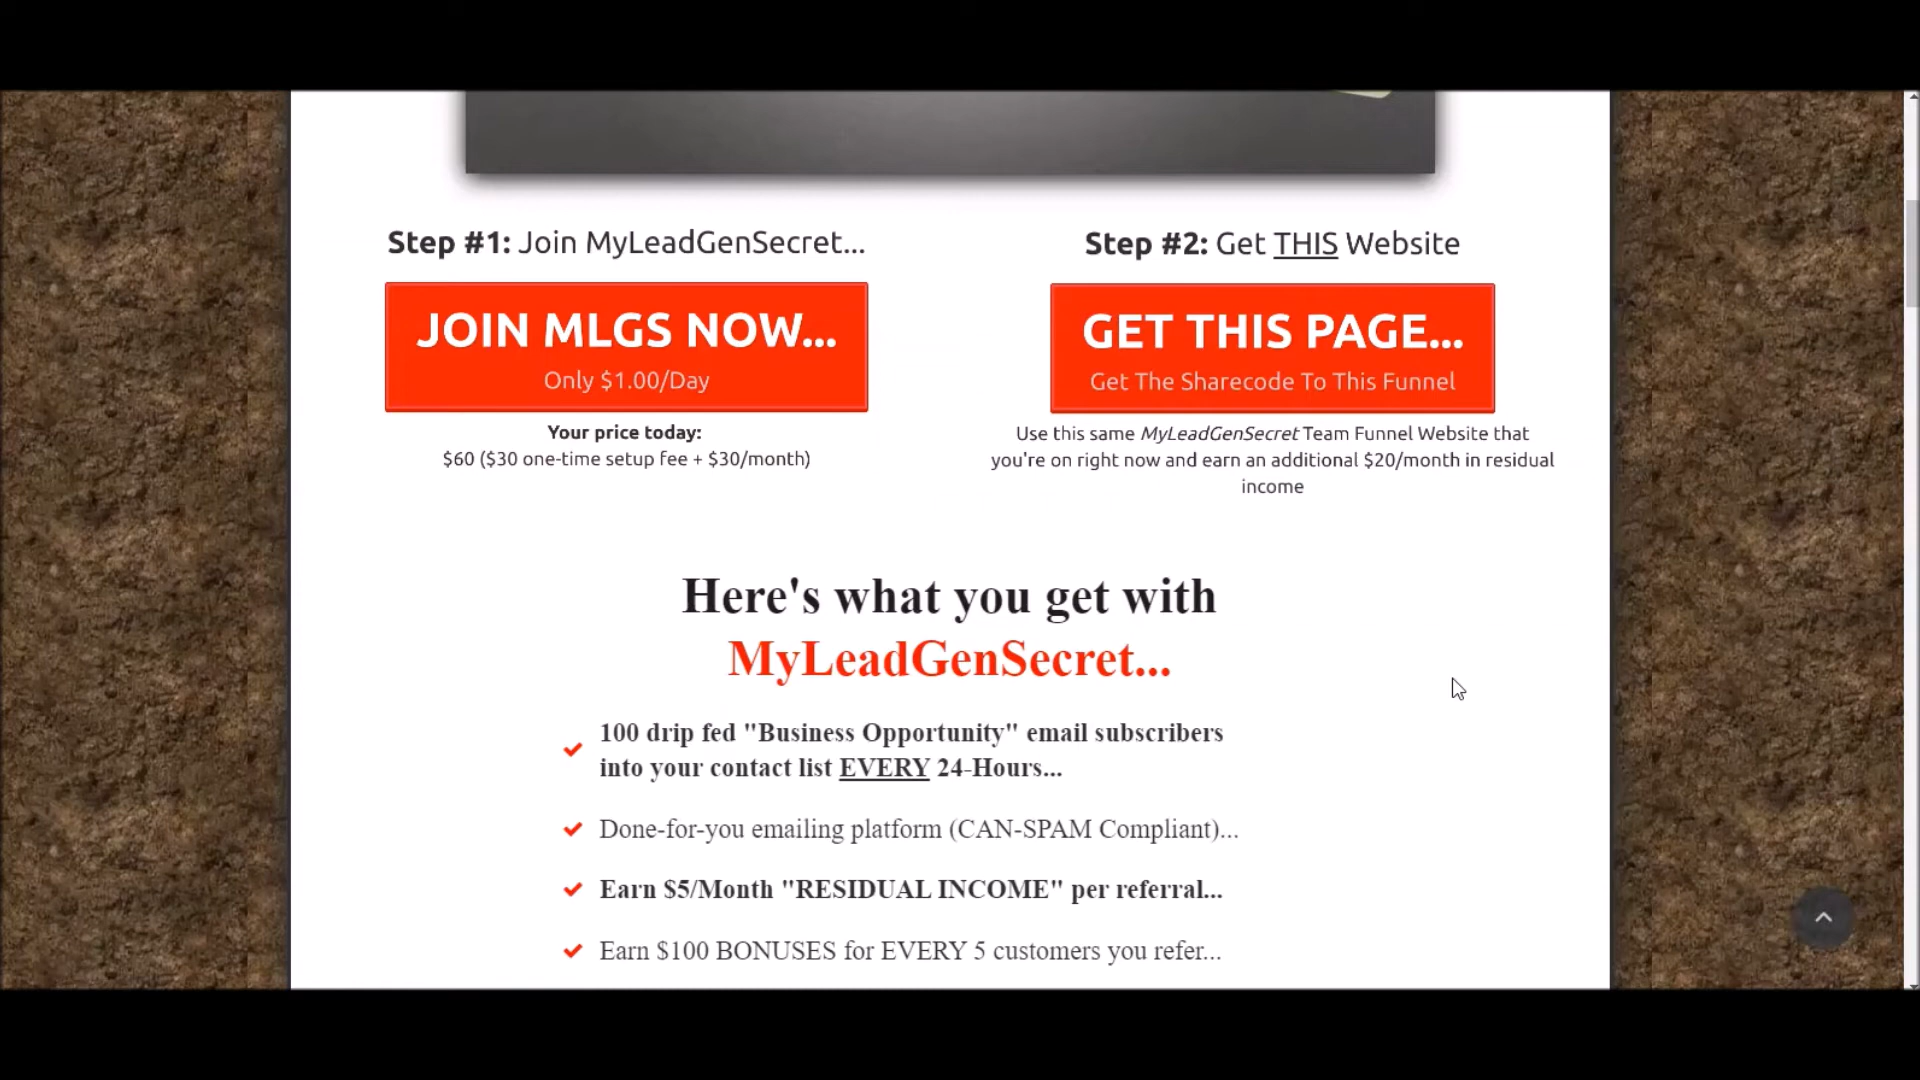 Step #1: Join MyLeadGenSecret...
JOIN MLGS NOW...
Only $1.00/Day
Your price today:
$60 ($30 one-time setup fee + $30/month)
Step #2: Get THIS Website
GET THIS PAGE...
Get The Sharecode To This Funnel
Use this same MyLeadGenSecret Team Funnel Website that
you're on right now and earn an additional $20/month in residual
income
Here's what you get with
MyLeadGenSecret...
100 drip fed "Business Opportunity" email subscribers
into your contact list EVERY 24-Hours...
Done-for-you emailing platform (CAN-SPAM Compliant)...
Earn $5/Month "RESIDUAL INCOME" per referral...
Earn $100 BONUSES for EVERY 5 customers you refer...